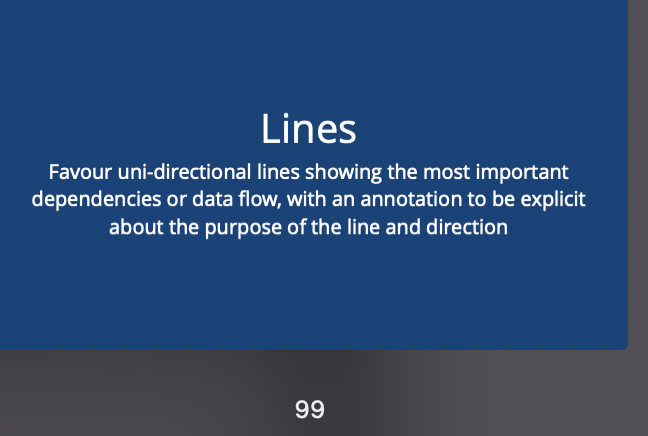 Lines
Favour uni-directional lines showing the most important
dependencies or data flow, with an annotation to be explicit
about the purpose of the line and direction
99